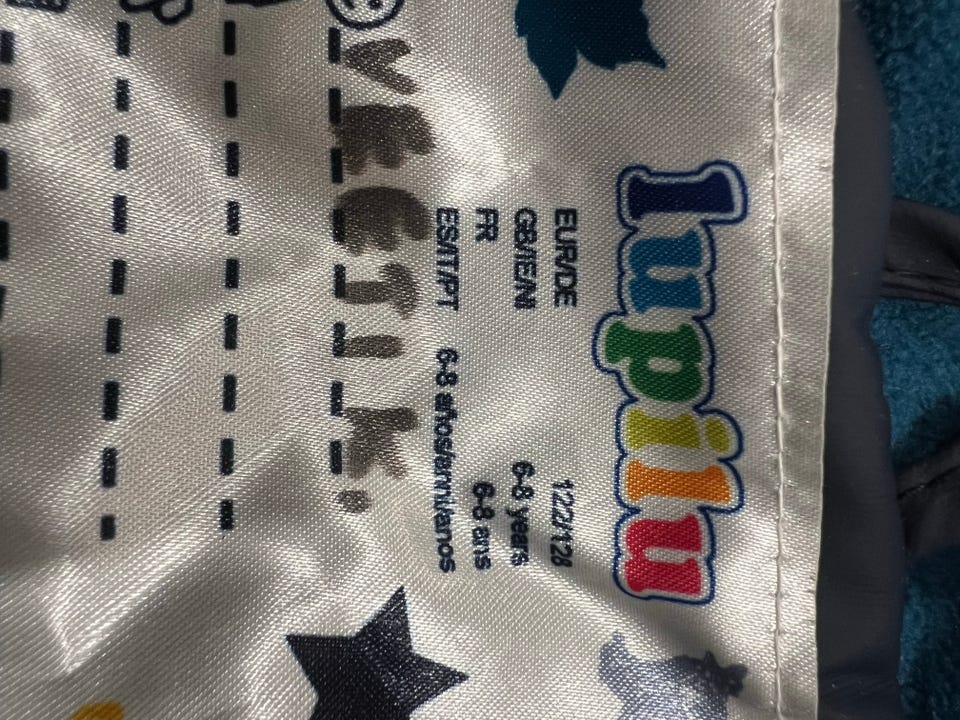 lupilu
EUR/DE 122/128
GB/IE/NI 6-8 years
FR 6-8 ans
ES/IT/PT 6-8 años/anni/anos